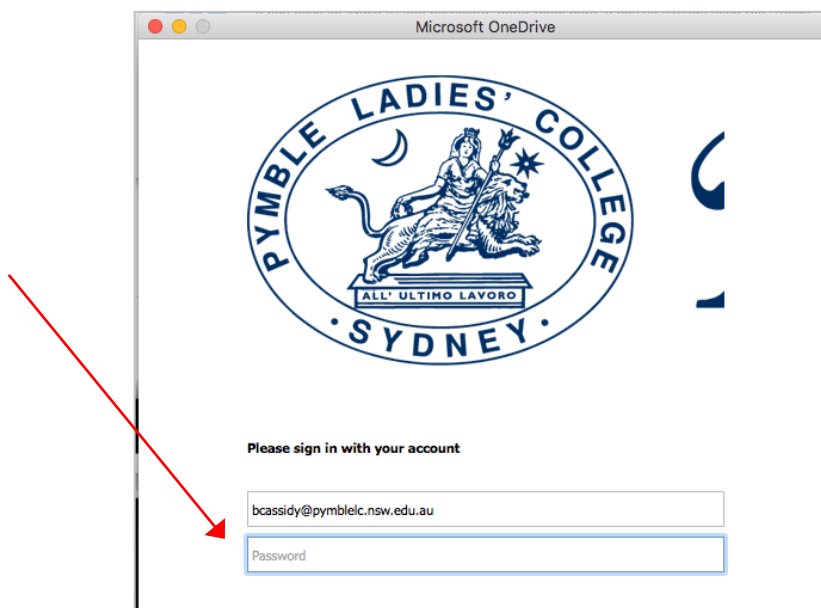 Microsoft OneDrive
PYMBLE LADIES' COLLEGE
ALL' ULTIMO LAVORO
· SYDNEY ·
Please sign in with your account
bcassidy@pymblelc.nsw.edu.au
Password